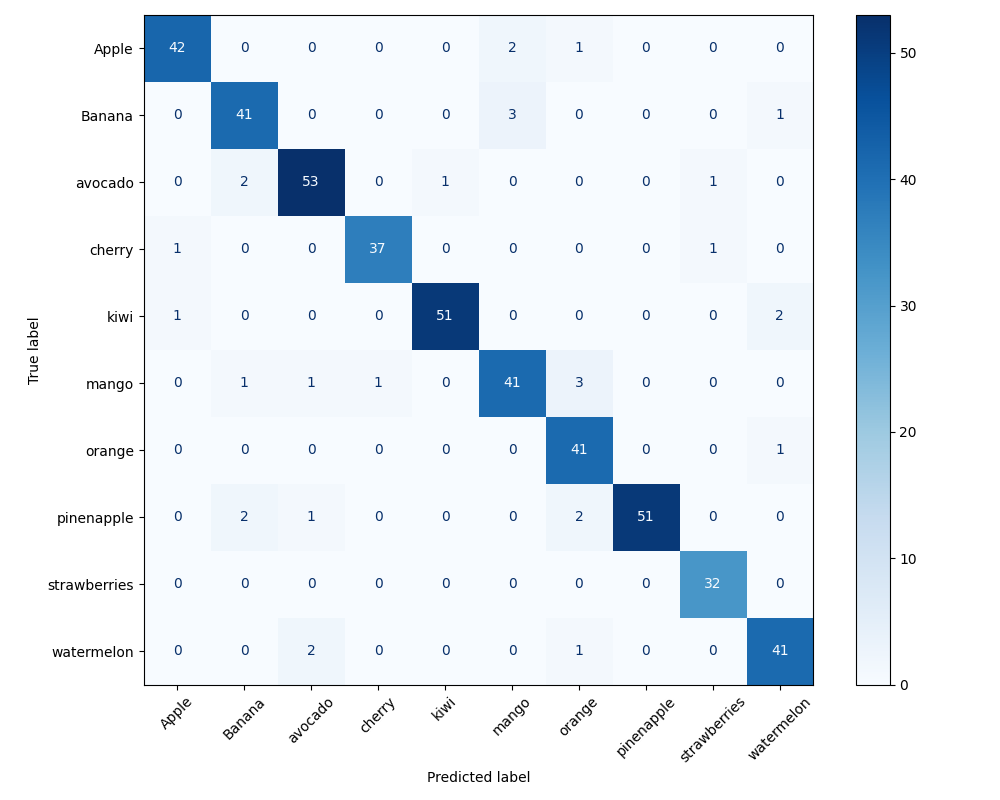 Apple 42 0 0 0 0 2 1 0 0 0
Banana 0 41 0 0 0 3 0 0 0 1
avocado 0 2 53 0 1 0 0 0 1 0
cherry 1 0 0 37 0 0 0 0 1 0
kiwi 1 0 0 0 51 0 0 0 0 2
mango 0 1 1 1 0 41 3 0 0 0
orange 0 0 0 0 0 0 41 0 0 1
pinenapple 0 2 1 0 0 0 2 51 0 0
strawberries 0 0 0 0 0 0 0 0 32 0
watermelon 0 0 2 0 0 0 1 0 0 41
True label
Apple Banana avocado cherry kiwi mango orange pinenapple strawberries watermelon
Predicted label
50
40
30
20
10
0